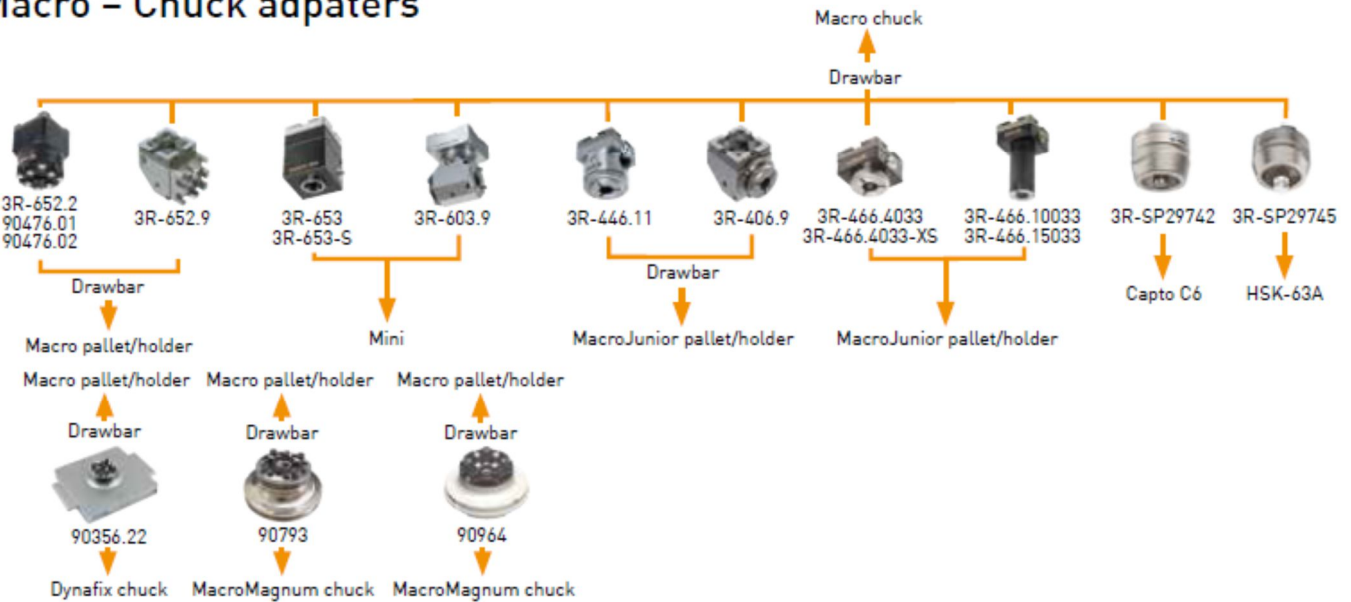 Macro – Chuck adpaters
Macro chuck
Drawbar
3R-652.2
90476.01
90476.02
3R-652.9
3R-653
3R-653-S
3R-603.9
3R-446.11
3R-406.9
3R-466.4033
3R-466.4033-XS
3R-466.10033
3R-466.15033
3R-SP29742
3R-SP29745
Drawbar
Macro pallet/holder
Mini
Drawbar
MacroJunior pallet/holder
MacroJunior pallet/holder
Capto C6
HSK-63A
Macro pallet/holder
Drawbar
90356.22
Dynafix chuck
Macro pallet/holder
Drawbar
90793
MacroMagnum chuck
Macro pallet/holder
Drawbar
90964
MacroMagnum chuck